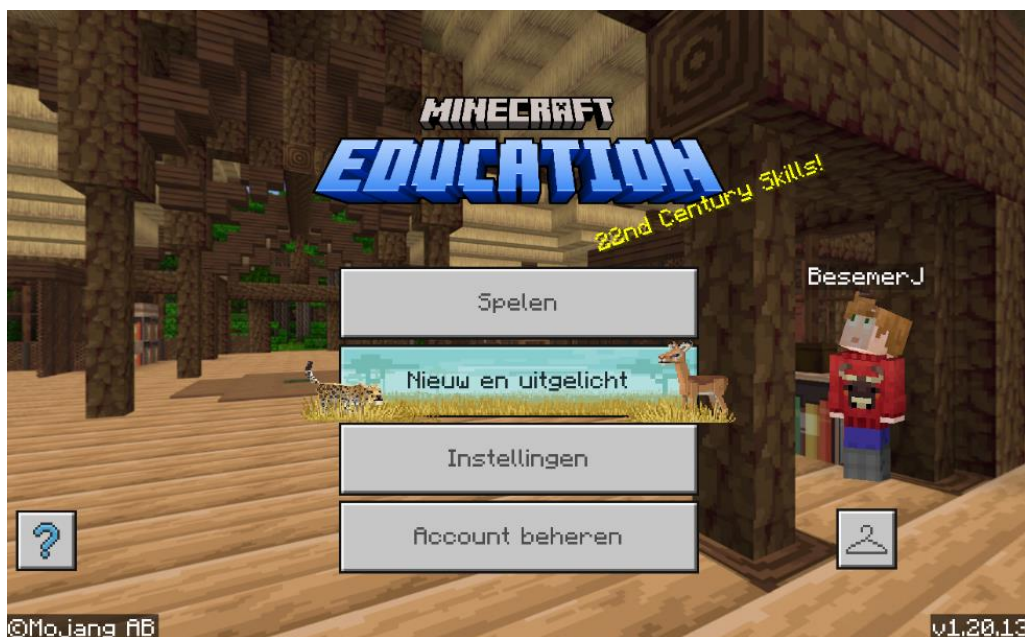 MINECRAFT
EDUCATION
22nd Century Skills!
Spelen
BesemerJ
Nieuw en uitgelicht
Instellingen
Account beheren
?
©Mojang AB
v1.20.13